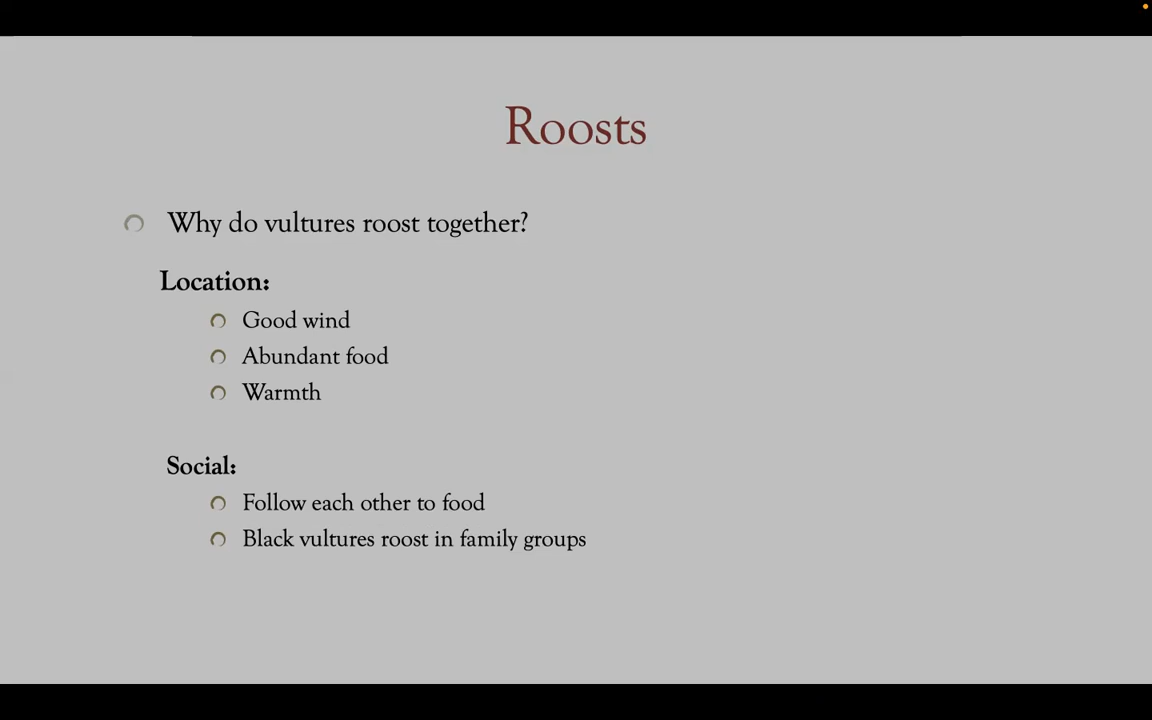 Roosts
Why do vultures roost together?
Location:
Good wind
Abundant food
Warmth
Social:
Follow each other to food
Black vultures roost in family groups